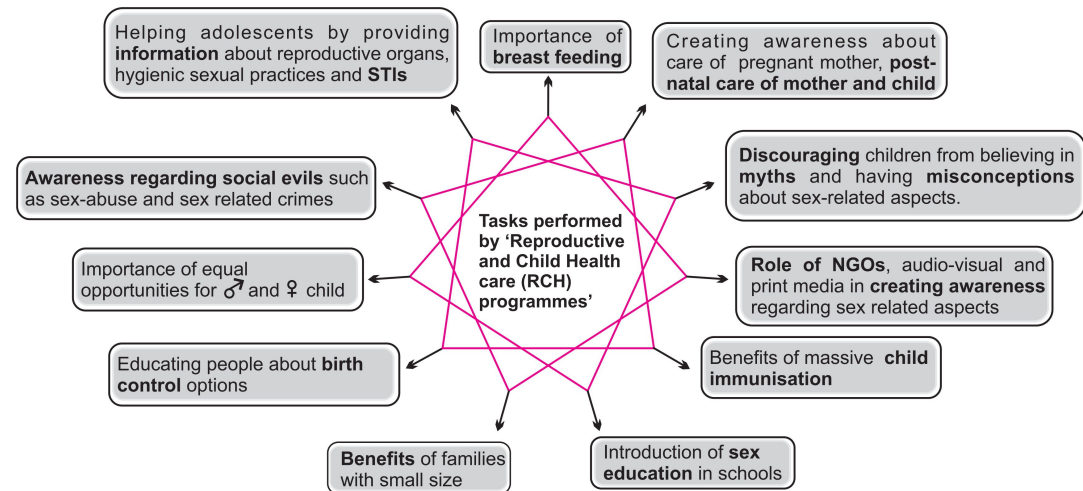 Helping adolescents by providing
information about reproductive organs,
hygienic sexual practices and STIs
Importance of
breast feeding
Creating awareness about
care of pregnant mother, post-
natal care of mother and child
Awareness regarding social evils such
as sex-abuse and sex related crimes
Discouraging children from believing in
myths and having misconceptions
about sex-related aspects.
Tasks performed
by ‘Reproductive
and Child Health
care (RCH)
programmes’
Importance of equal
opportunities for ♂ and ♀ child
Role of NGOs, audio-visual and
print media in creating awareness
regarding sex related aspects
Educating people about birth
control options
Benefits of massive child
immunisation
Benefits of families
with small size
Introduction of sex
education in schools